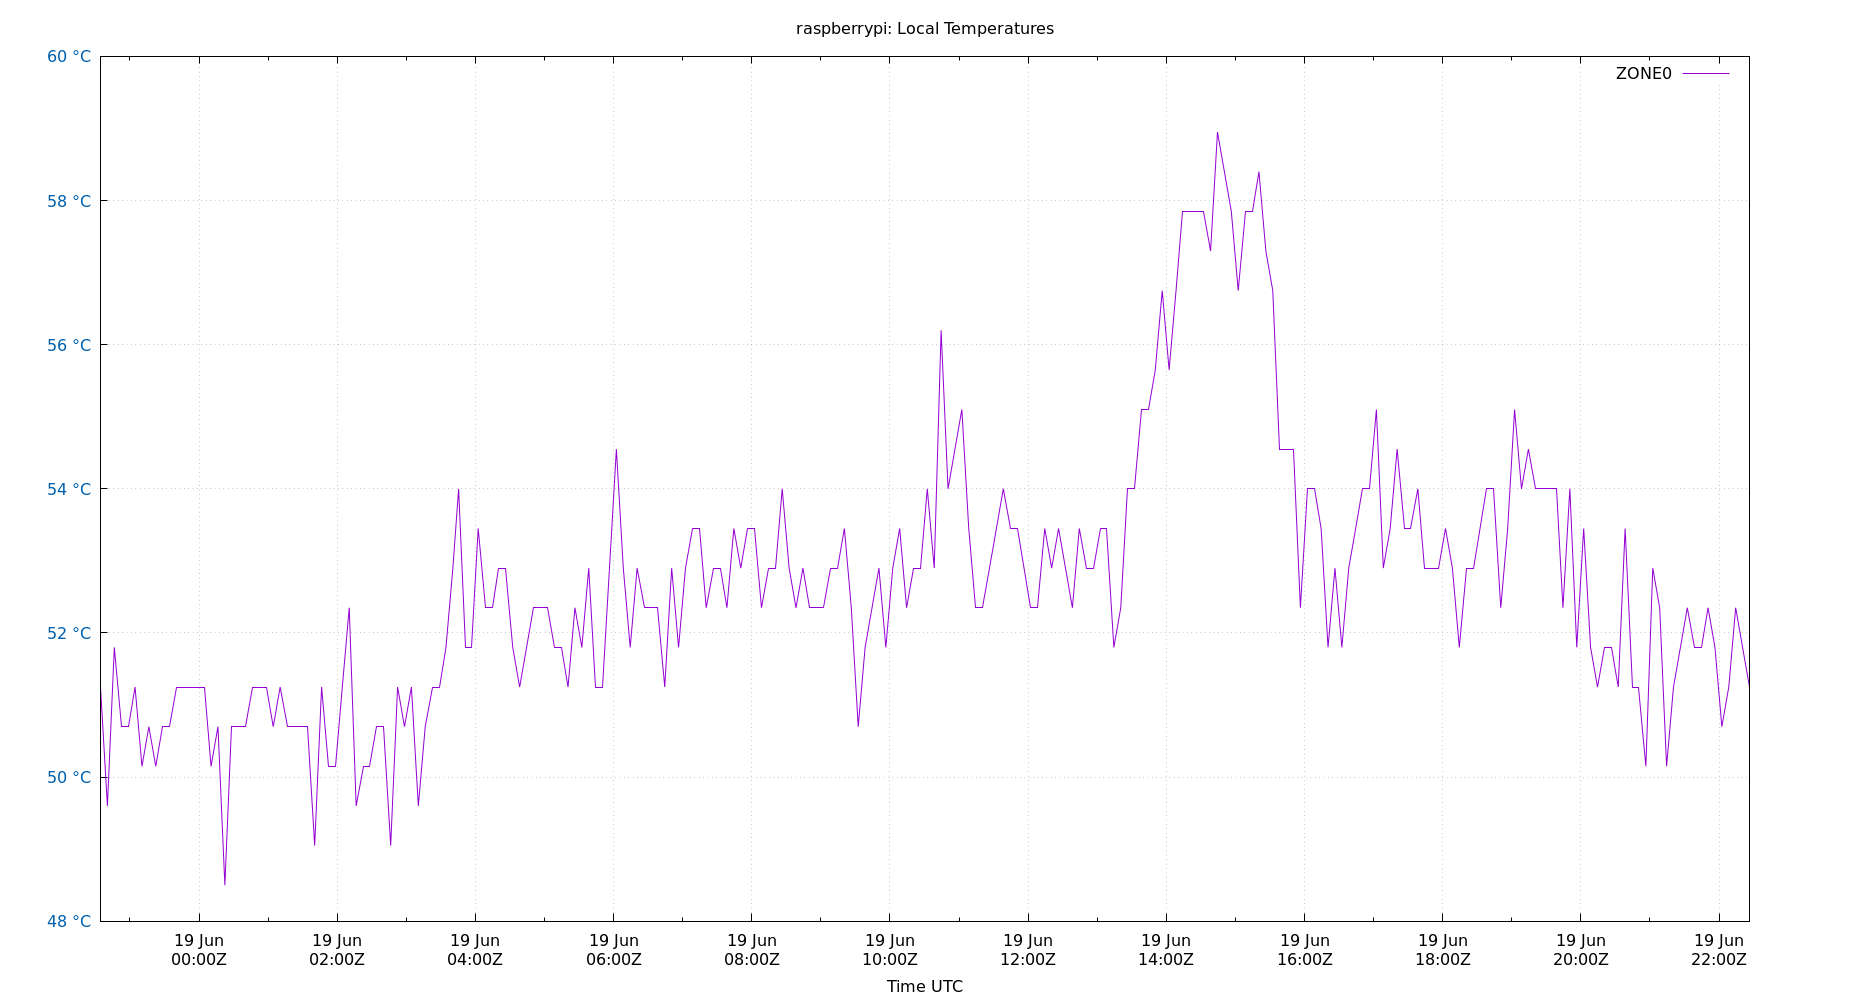 raspberrypi: Local Temperatures
ZONE0
60 °C
58 °C
56 °C
54 °C
52 °C
50 °C
48 °C
19 Jun 19 Jun 19 Jun 19 Jun 19 Jun 19 Jun 19 Jun 19 Jun 19 Jun 19 Jun 19 Jun 19 Jun
00:00Z 02:00Z 04:00Z 06:00Z 08:00Z 10:00Z 12:00Z 14:00Z 16:00Z 18:00Z 20:00Z 22:00Z
Time UTC